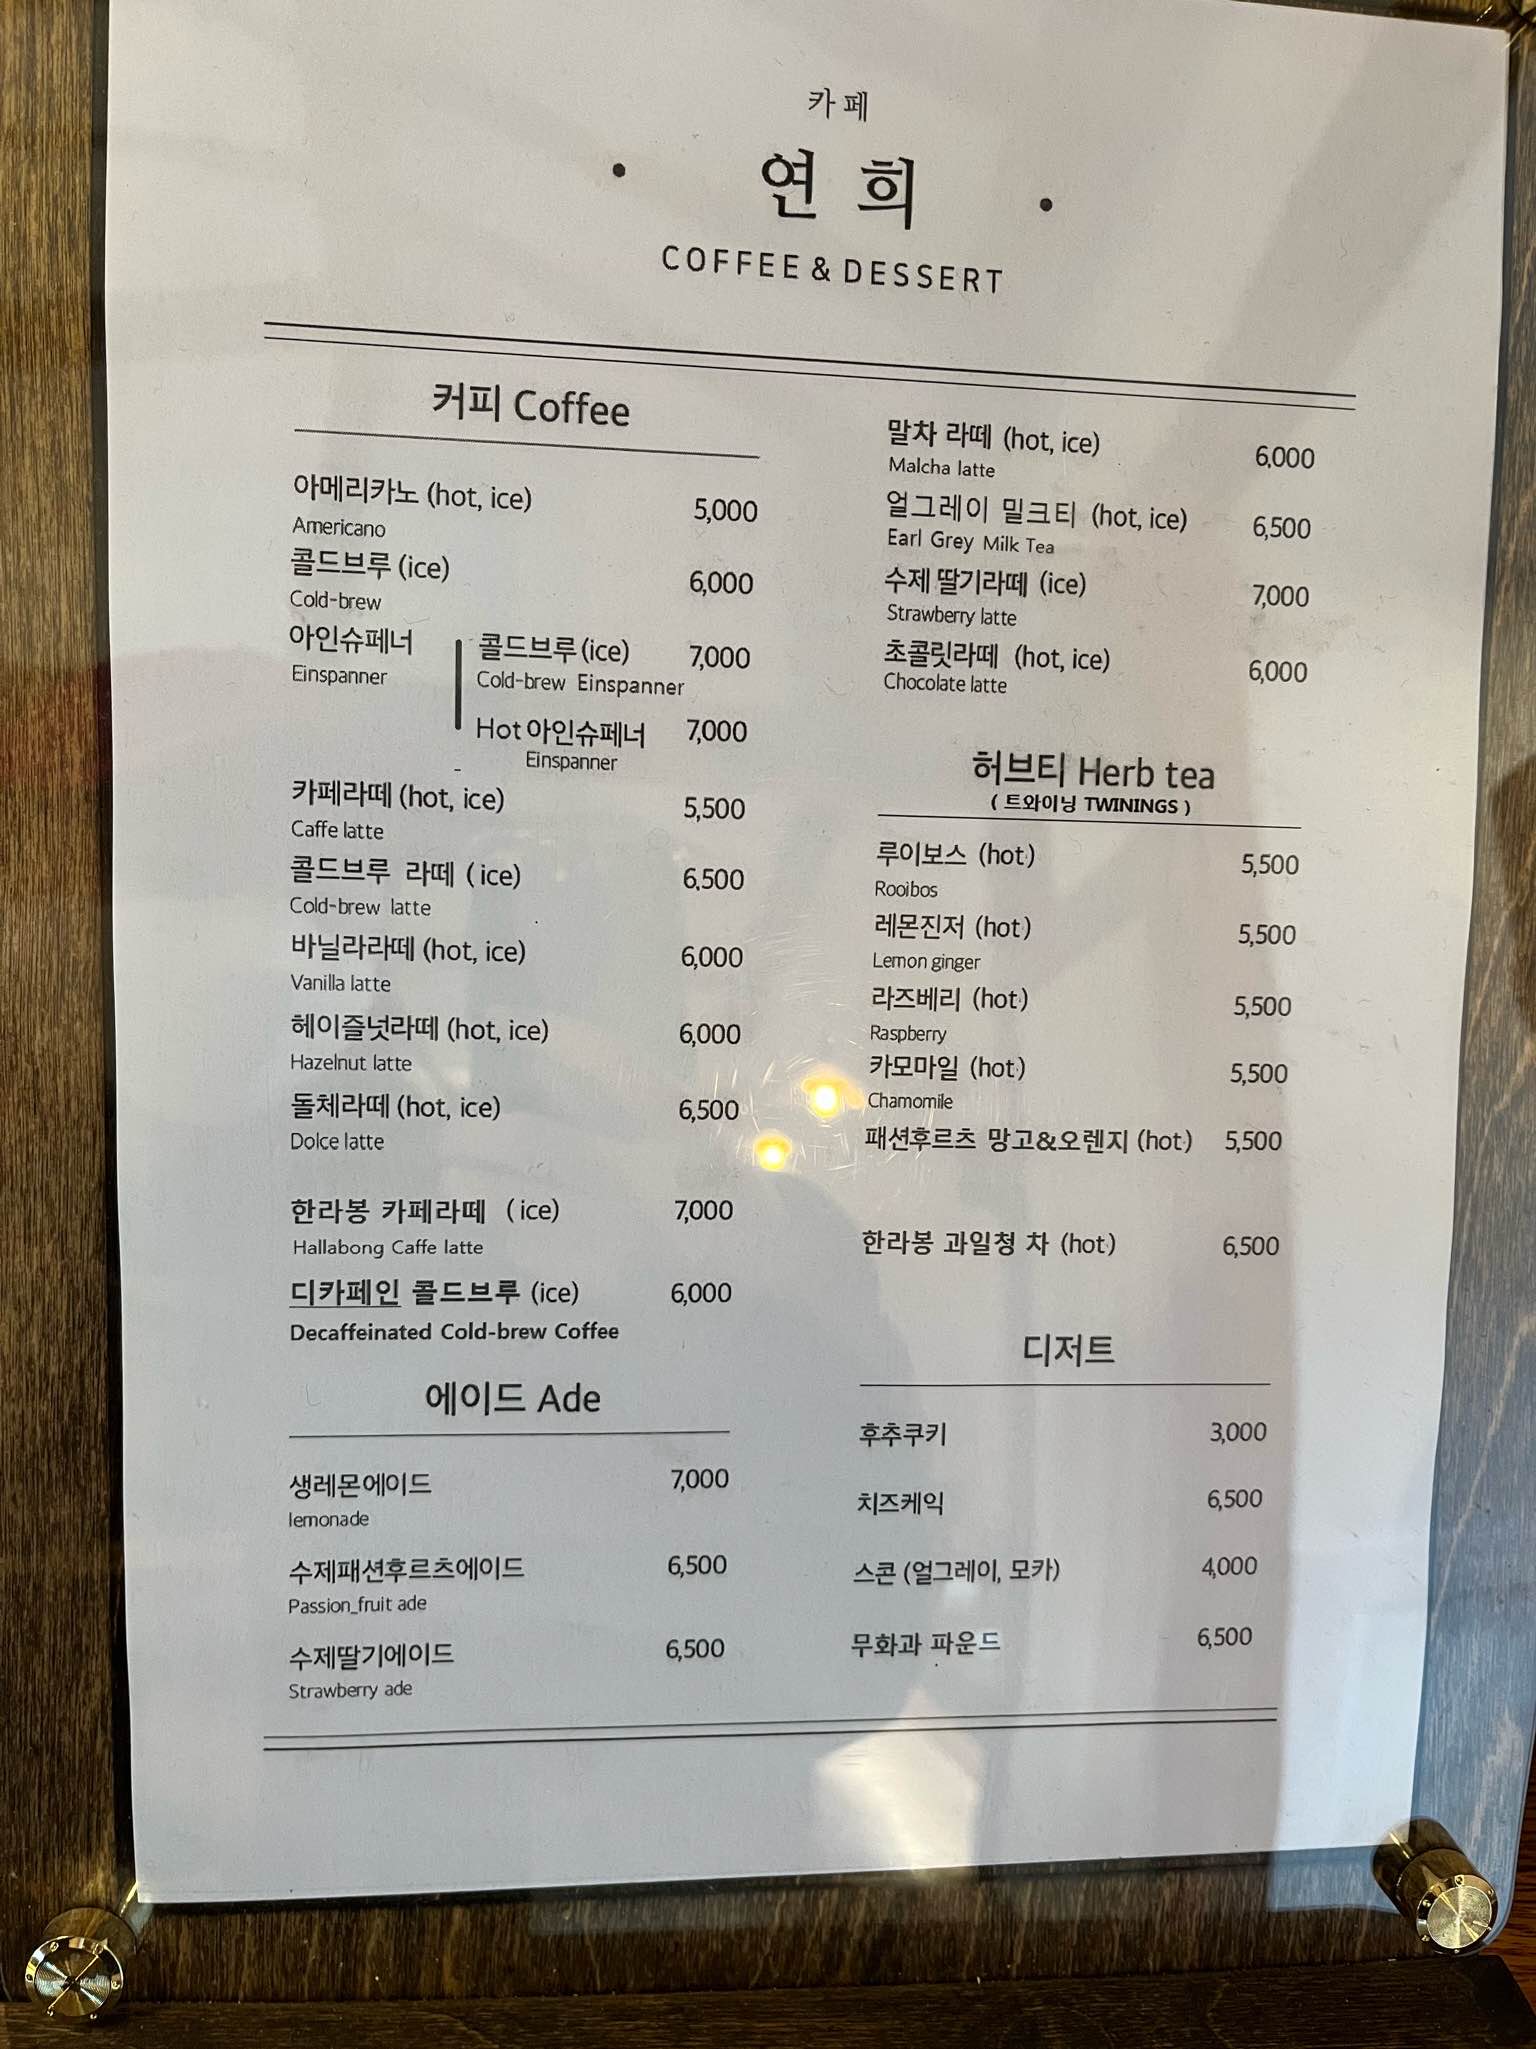 카페
연희
COFFEE & DESSERT
커피 Coffee
아메리카노 (hot, ice) 5,000
Americano
콜드브루 (ice) 6,000
Cold-brew
아인슈페너 콜드브루(ice) 7,000
Einspanner Cold-brew Einspanner
Hot 아인슈페너 7,000
Einspanner
카페라떼 (hot, ice) 5,500
Caffe latte
콜드브루 라떼 (ice) 6,500
Cold-brew latte
바닐라라떼 (hot, ice) 6,000
Vanilla latte
헤이즐넛라떼 (hot, ice) 6,000
Hazelnut latte
돌체라떼 (hot, ice) 6,500
Dolce latte
한라봉 카페라떼 (ice) 7,000
Hallabong Caffe latte
디카페인 콜드브루 (ice) 6,000
Decaffeinated Cold-brew Coffee
에이드 Ade
생레몬에이드 7,000
lemonade
수제패션후르츠에이드 6,500
Passion_fruit ade
수제딸기에이드 6,500
Strawberry ade
말차 라떼 (hot, ice) 6,000
Malcha latte
얼그레이 밀크티 (hot, ice) 6,500
Earl Grey Milk Tea
수제 딸기라떼 (ice) 7,000
Strawberry latte
초콜릿라떼 (hot, ice) 6,000
Chocolate latte
허브티 Herb tea
( 트와이닝 TWININGS )
루이보스 (hot) 5,500
Rooibos
레몬진저 (hot) 5,500
Lemon ginger
라즈베리 (hot) 5,500
Raspberry
카모마일 (hot) 5,500
Chamomile
패션후르츠 망고&오렌지 (hot) 5,500
한라봉 과일청 차 (hot) 6,500
디저트
후추쿠키 3,000
치즈케익 6,500
스콘 (얼그레이, 모카) 4,000
무화과 파운드 6,500